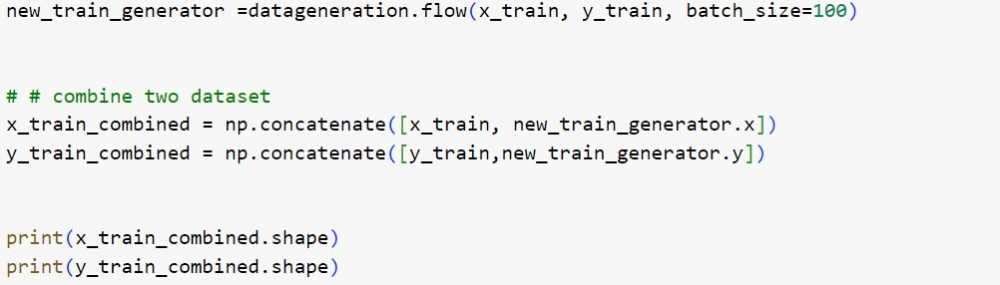 new_train_generator =datageneration.flow(x_train, y_train, batch_size=100)
# # combine two dataset
x_train_combined = np.concatenate([x_train, new_train_generator.x])
y_train_combined = np.concatenate([y_train,new_train_generator.y])
print(x_train_combined.shape)
print(y_train_combined.shape)